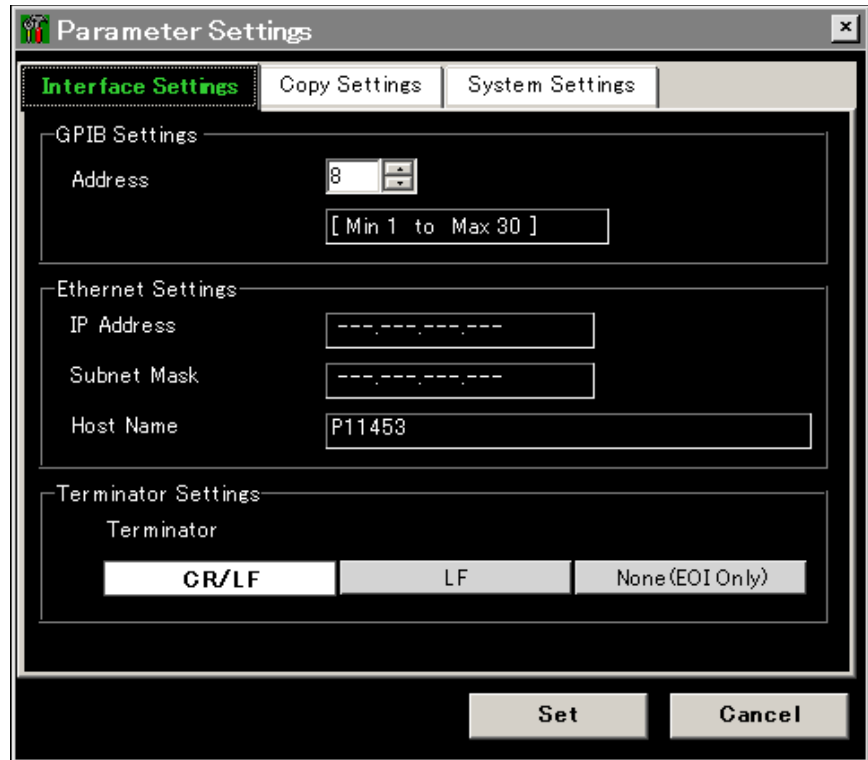 Parameter Settings
Interface Settings Copy Settings System Settings
GPIB Settings
Address 8
[ Min 1 to Max 30 ]
Ethernet Settings
IP Address ---.---.---.---
Subnet Mask ---.---.---.---
Host Name P11453
Terminator Settings
Terminator
CR/LF LF None(EOI Only)
Set Cancel